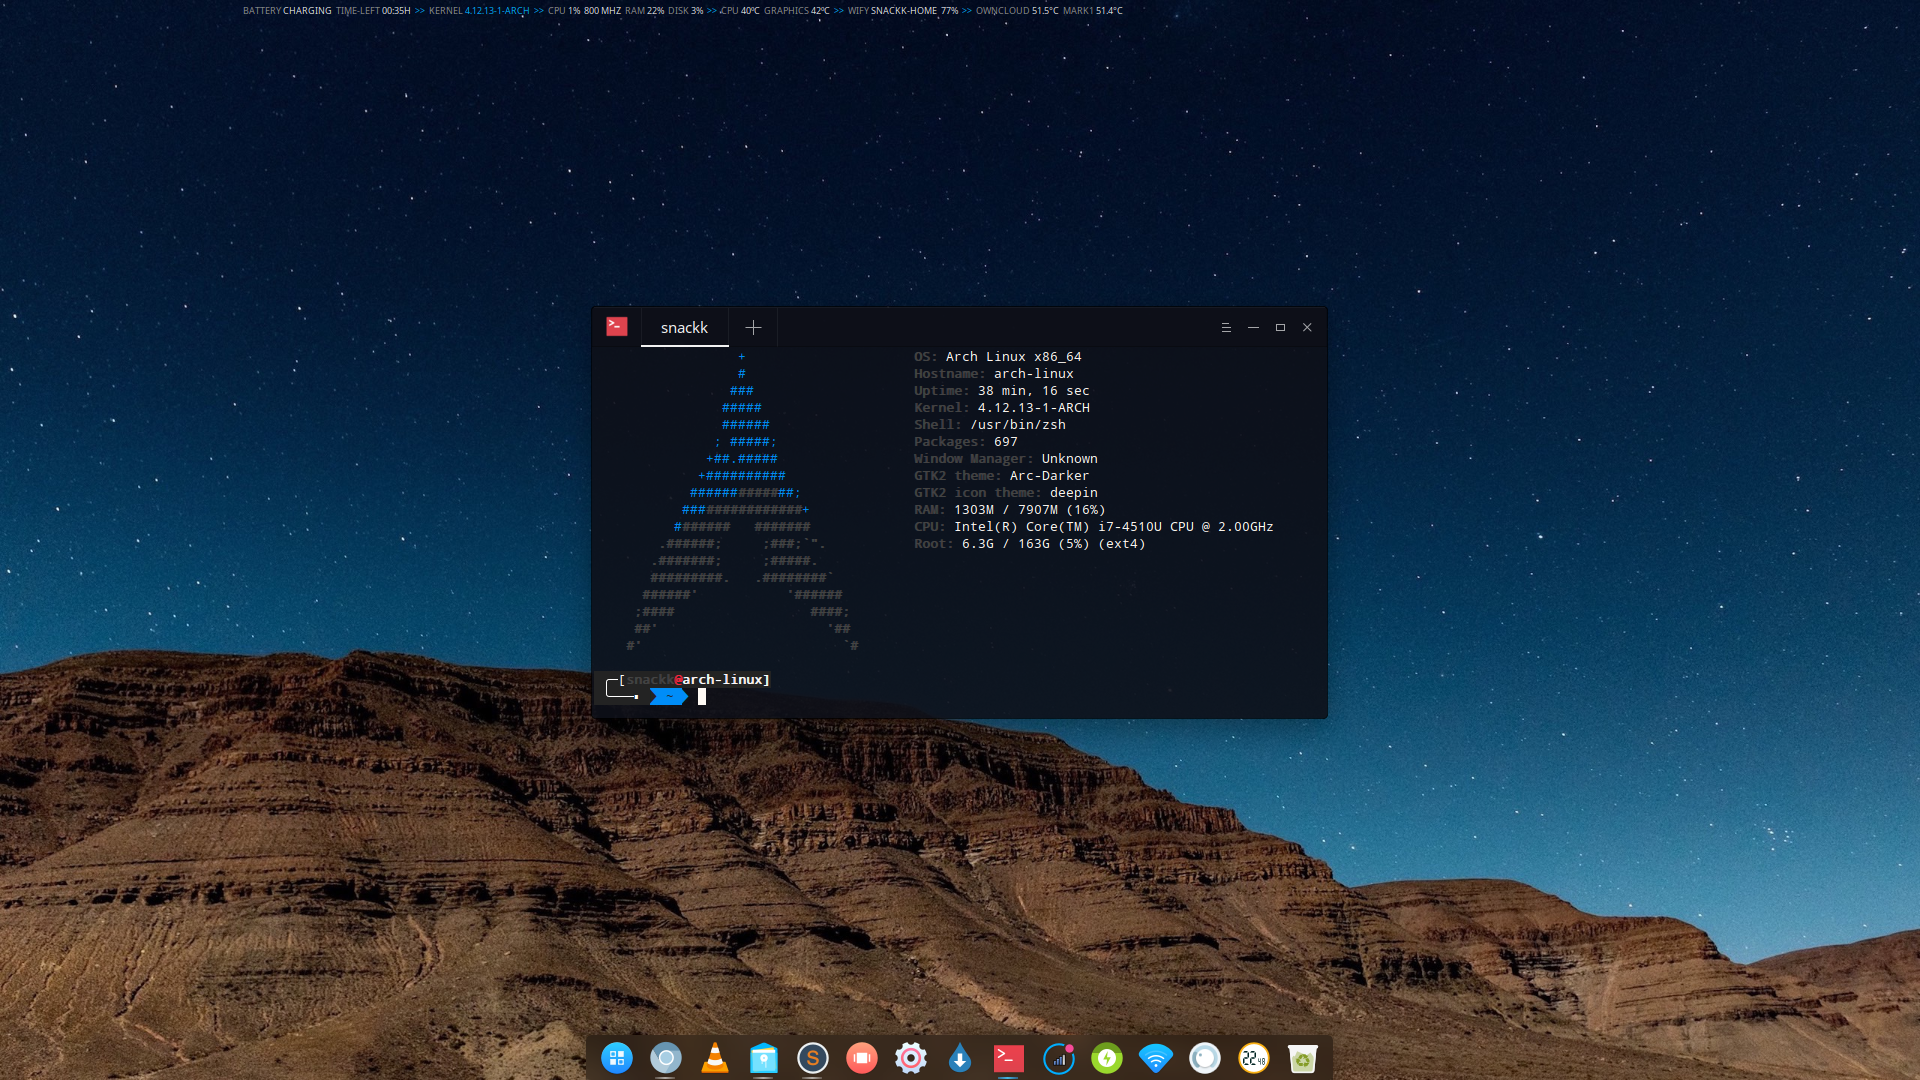 BATTERY CHARGING TIME-LEFT 00:35H >> KERNEL 4.12.13-1-ARCH >> CPU 1% 800 MHZ RAM 22% DISK 3% >> CPU 40ºC GRAPHICS 42ºC >> WIFY SNACKK-HOME 77% >> OWNCLOUD 51.5°C MARK1 51.4°C
snackk
OS: Arch Linux x86_64
Hostname: arch-linux
Uptime: 38 min, 16 sec
Kernel: 4.12.13-1-ARCH
Shell: /usr/bin/zsh
Packages: 697
Window Manager: Unknown
GTK2 theme: Arc-Darker
GTK2 icon theme: deepin
RAM: 1303M / 7907M (16%)
CPU: Intel(R) Core(TM) i7-4510U CPU @ 2.00GHz
Root: 6.3G / 163G (5%) (ext4)
[snackk@arch-linux]
~
S
22 48